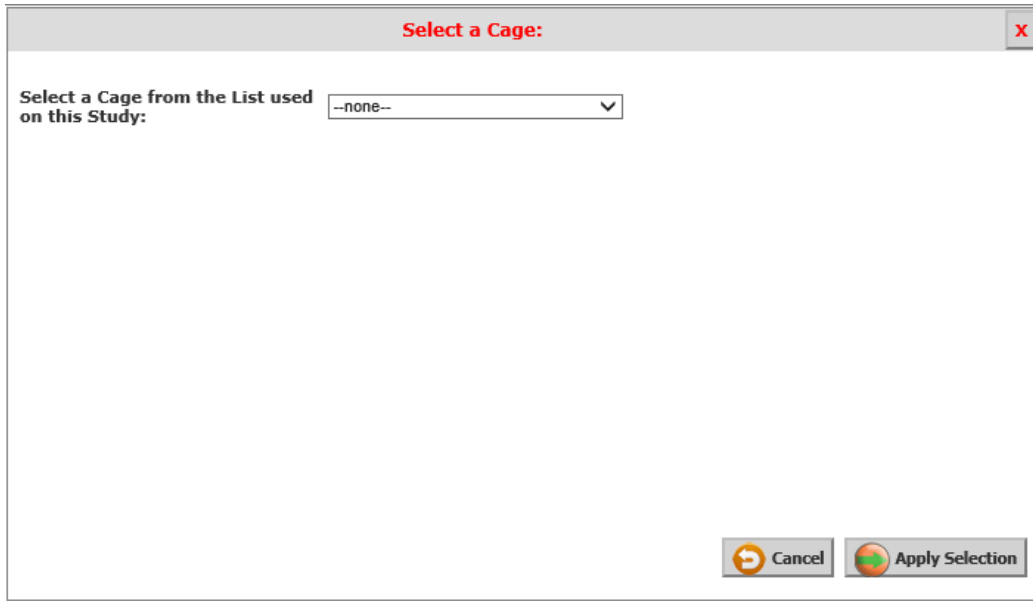 Select a Cage:
X
Select a Cage from the List used
on this Study:
--none--
Cancel
Apply Selection